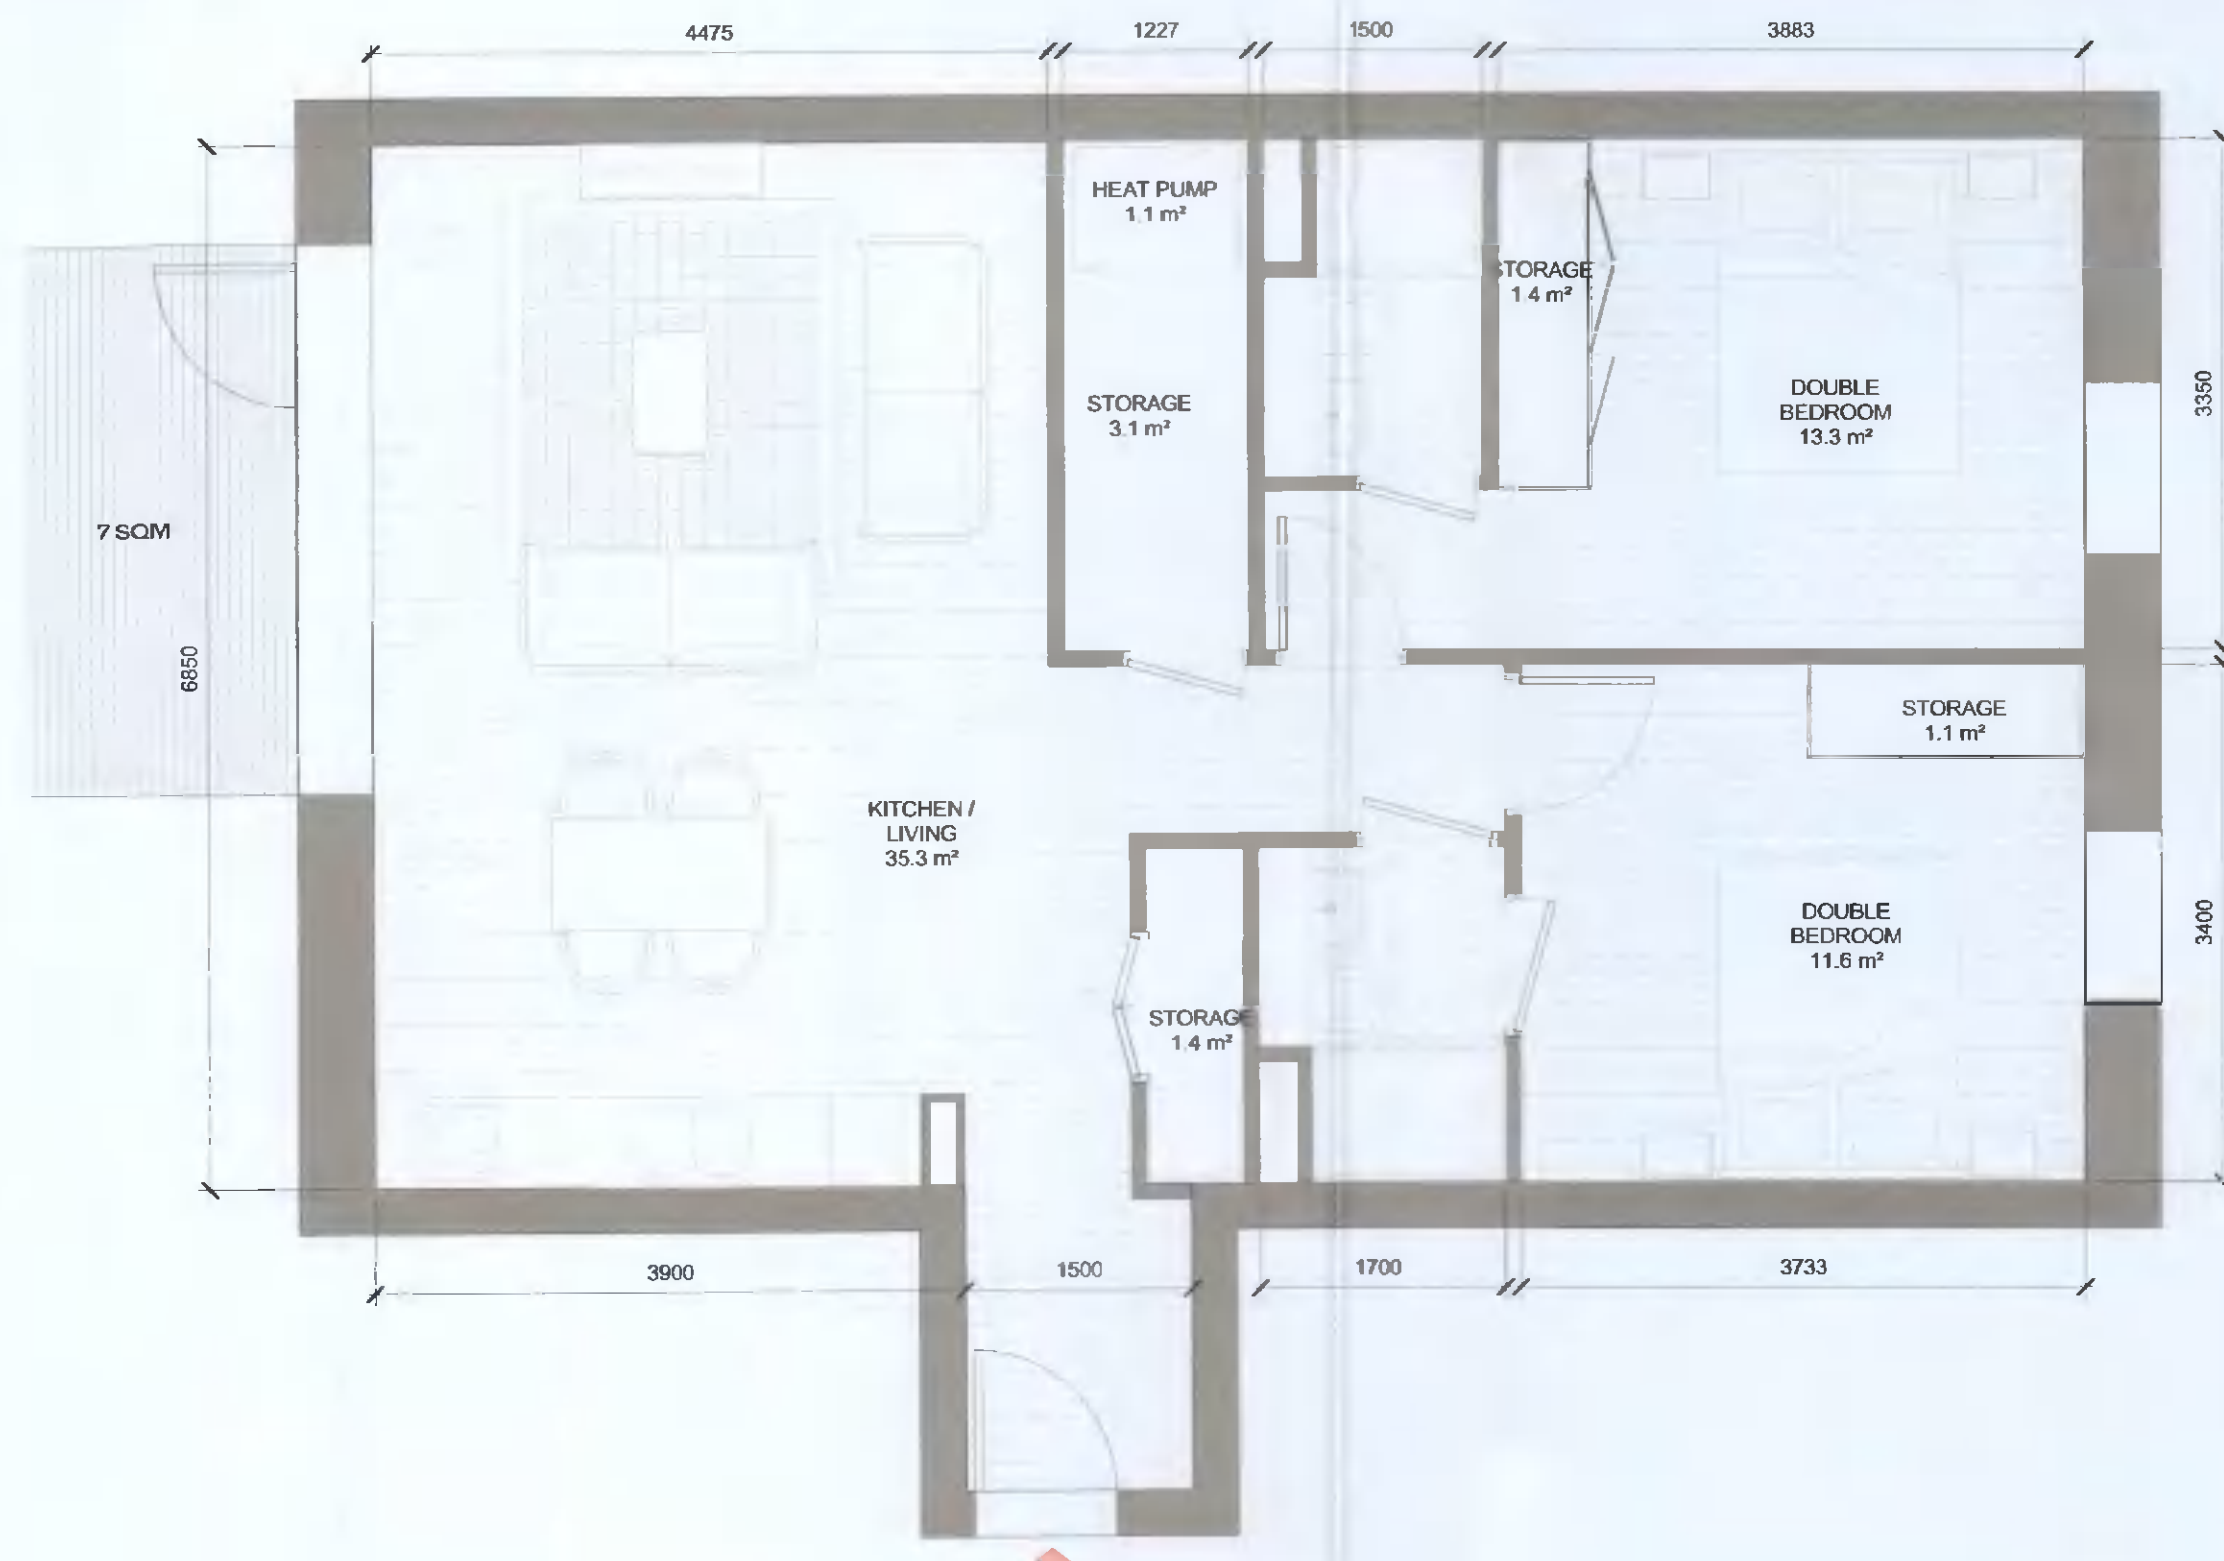 4475
1227
1500
3883
HEAT PUMP
1.1 m²
STORAGE
1.4 m²
STORAGE
3.1 m²
DOUBLE
BEDROOM
13.3 m²
3350
7 SQM
6850
STORAGE
1.1 m²
KITCHEN /
LIVING
35.3 m²
DOUBLE
BEDROOM
11.6 m²
3400
STORAGE
1.4 m²
3900
1500
1700
3733